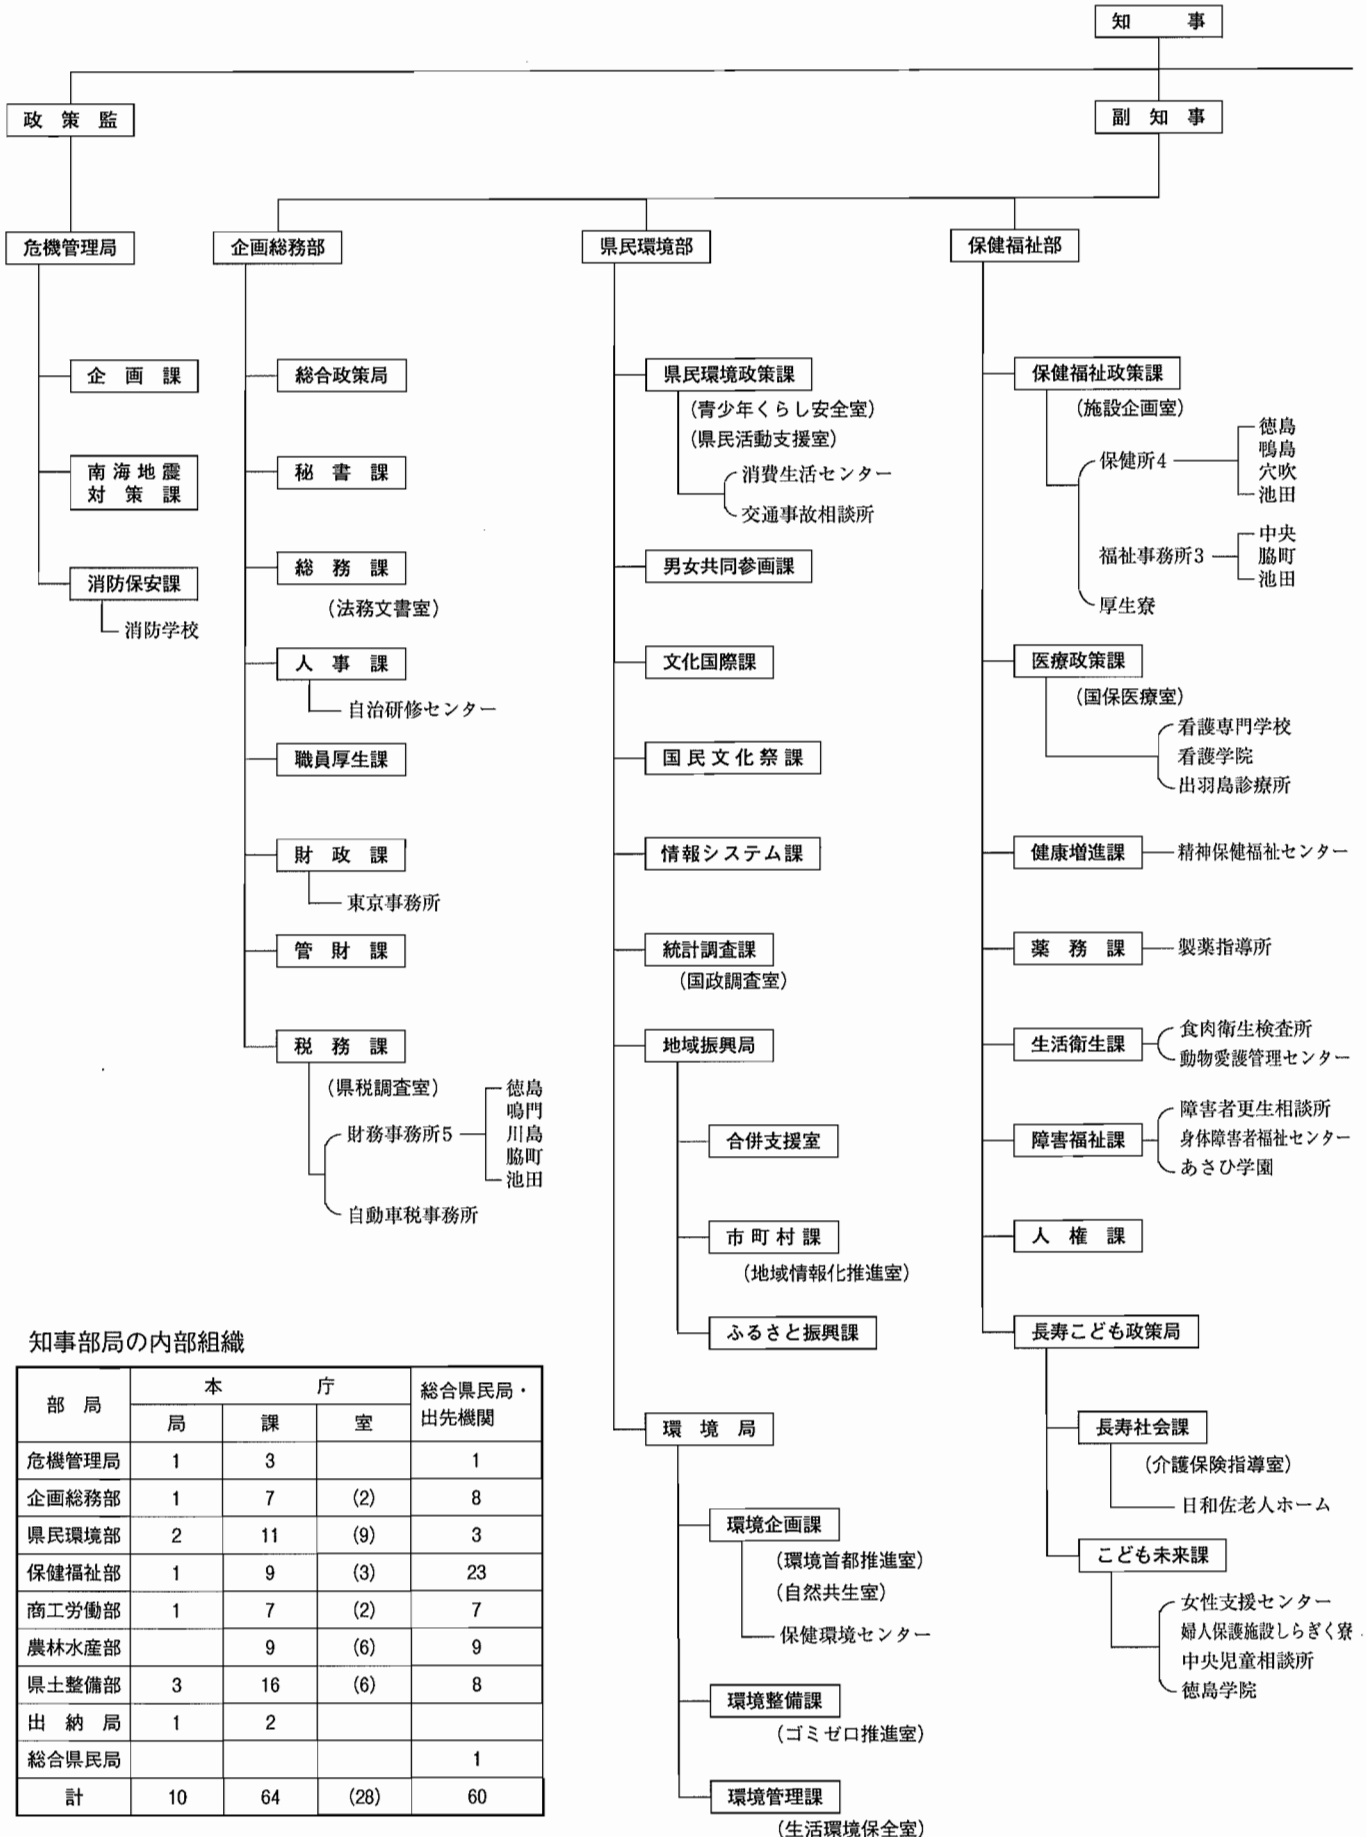 知事
政策監
副知事
危機管理局
企画総務部
県民環境部
保健福祉部
企画課
南海地震
対策課
消防保安課
消防学校
総合政策局
秘書課
総務課
（法務文書室）
人事課
自治研修センター
職員厚生課
財政課
東京事務所
管財課
税務課
（県税調査室）
財務事務所5
徳島
鳴門
川島
脇町
池田
自動車税事務所
県民環境政策課
（青少年くらし安全室）
（県民活動支援室）
消費生活センター
交通事故相談所
男女共同参画課
文化国際課
国民文化祭課
情報システム課
統計調査課
（国政調査室）
地域振興局
合併支援室
市町村課
（地域情報化推進室）
ふるさと振興課
環境局
環境企画課
（環境首都推進室）
（自然共生室）
保健環境センター
環境整備課
（ゴミゼロ推進室）
環境管理課
（生活環境保全室）
保健福祉政策課
（施設企画室）
保健所4
徳島
鴨島
穴吹
池田
福祉事務所3
中央
脇町
池田
厚生寮
医療政策課
（国保医療室）
看護専門学校
看護学院
出羽島診療所
健康増進課
精神保健福祉センター
薬務課
製薬指導所
生活衛生課
食肉衛生検査所
動物愛護管理センター
障害福祉課
障害者更生相談所
身体障害者福祉センター
あさひ学園
人権課
長寿こども政策局
長寿社会課
（介護保険指導室）
日和佐老人ホーム
こども未来課
女性支援センター
婦人保護施設しらぎく寮
中央児童相談所
徳島学院
知事部局の内部組織
部局 本庁 総合県民局・
出先機関
局 課 室
危機管理局 1 3 1
企画総務部 1 7 (2) 8
県民環境部 2 11 (9) 3
保健福祉部 1 9 (3) 23
商工労働部 1 7 (2) 7
農林水産部 9 (6) 9
県土整備部 3 16 (6) 8
出納局 1 2
総合県民局 1
計 10 64 (28) 60